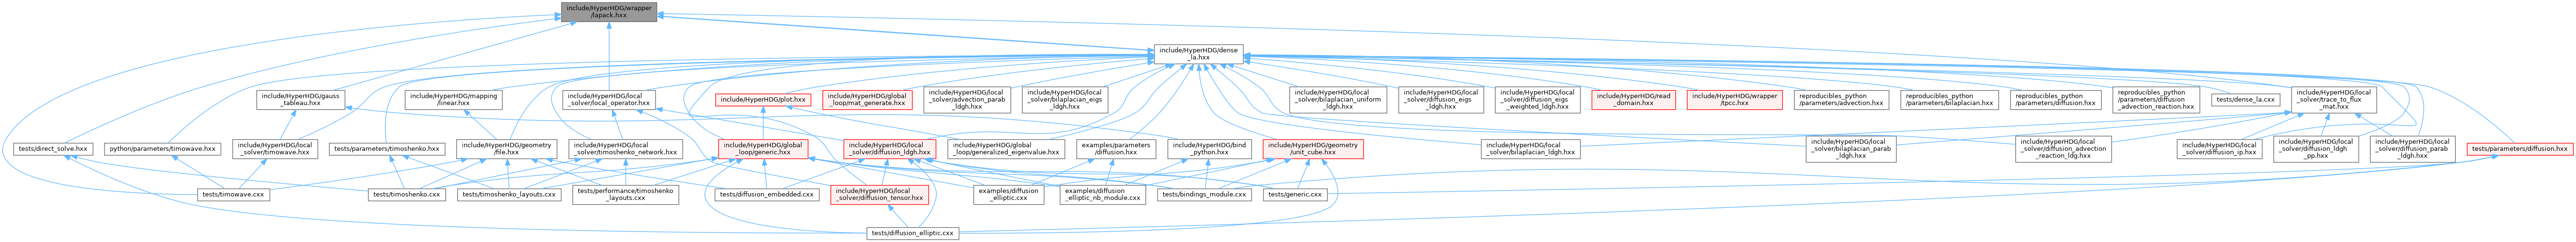 include/HyperHDG/wrapper
/lapack.hxx
include/HyperHDG/dense
_la.hxx
include/HyperHDG/gauss
_tableau.hxx
include/HyperHDG/mapping
/linear.hxx
include/HyperHDG/local
_solver/local_operator.hxx
include/HyperHDG/plot.hxx
include/HyperHDG/global
_loop/mat_generate.hxx
include/HyperHDG/local
_solver/advection_parab
_ldgh.hxx
include/HyperHDG/local
_solver/bilaplacian_eigs
_ldgh.hxx
include/HyperHDG/local
_solver/bilaplacian_uniform
_ldgh.hxx
include/HyperHDG/local
_solver/diffusion_eigs
_ldgh.hxx
include/HyperHDG/local
_solver/diffusion_eigs
_weighted_ldgh.hxx
include/HyperHDG/read
_domain.hxx
include/HyperHDG/wrapper
/tpcc.hxx
reproducibles_python
/parameters/advection.hxx
reproducibles_python
/parameters/bilaplacian.hxx
reproducibles_python
/parameters/diffusion.hxx
reproducibles_python
/parameters/diffusion
_advection_reaction.hxx
tests/dense_la.cxx
include/HyperHDG/local
_solver/trace_to_flux
_mat.hxx
tests/direct_solve.hxx
python/parameters/timowave.hxx
include/HyperHDG/local
_solver/timowave.hxx
tests/parameters/timoshenko.hxx
include/HyperHDG/geometry
/file.hxx
include/HyperHDG/local
_solver/timoshenko_network.hxx
include/HyperHDG/global
_loop/generic.hxx
include/HyperHDG/local
_solver/diffusion_ldgh.hxx
include/HyperHDG/global
_loop/generalized_eigenvalue.hxx
examples/parameters
/diffusion.hxx
include/HyperHDG/bind
_python.hxx
include/HyperHDG/geometry
/unit_cube.hxx
include/HyperHDG/local
_solver/bilaplacian_ldgh.hxx
include/HyperHDG/local
_solver/bilaplacian_parab
_ldgh.hxx
include/HyperHDG/local
_solver/diffusion_advection
_reaction_ldg.hxx
include/HyperHDG/local
_solver/diffusion_ip.hxx
include/HyperHDG/local
_solver/diffusion_ldgh
_pp.hxx
include/HyperHDG/local
_solver/diffusion_parab
_ldgh.hxx
tests/parameters/diffusion.hxx
tests/timowave.cxx
tests/timoshenko.cxx
tests/timoshenko_layouts.cxx
tests/performance/timoshenko
_layouts.cxx
tests/diffusion_embedded.cxx
include/HyperHDG/local
_solver/diffusion_tensor.hxx
examples/diffusion
_elliptic.cxx
examples/diffusion
_elliptic_nb_module.cxx
tests/bindings_module.cxx
tests/generic.cxx
tests/diffusion_elliptic.cxx